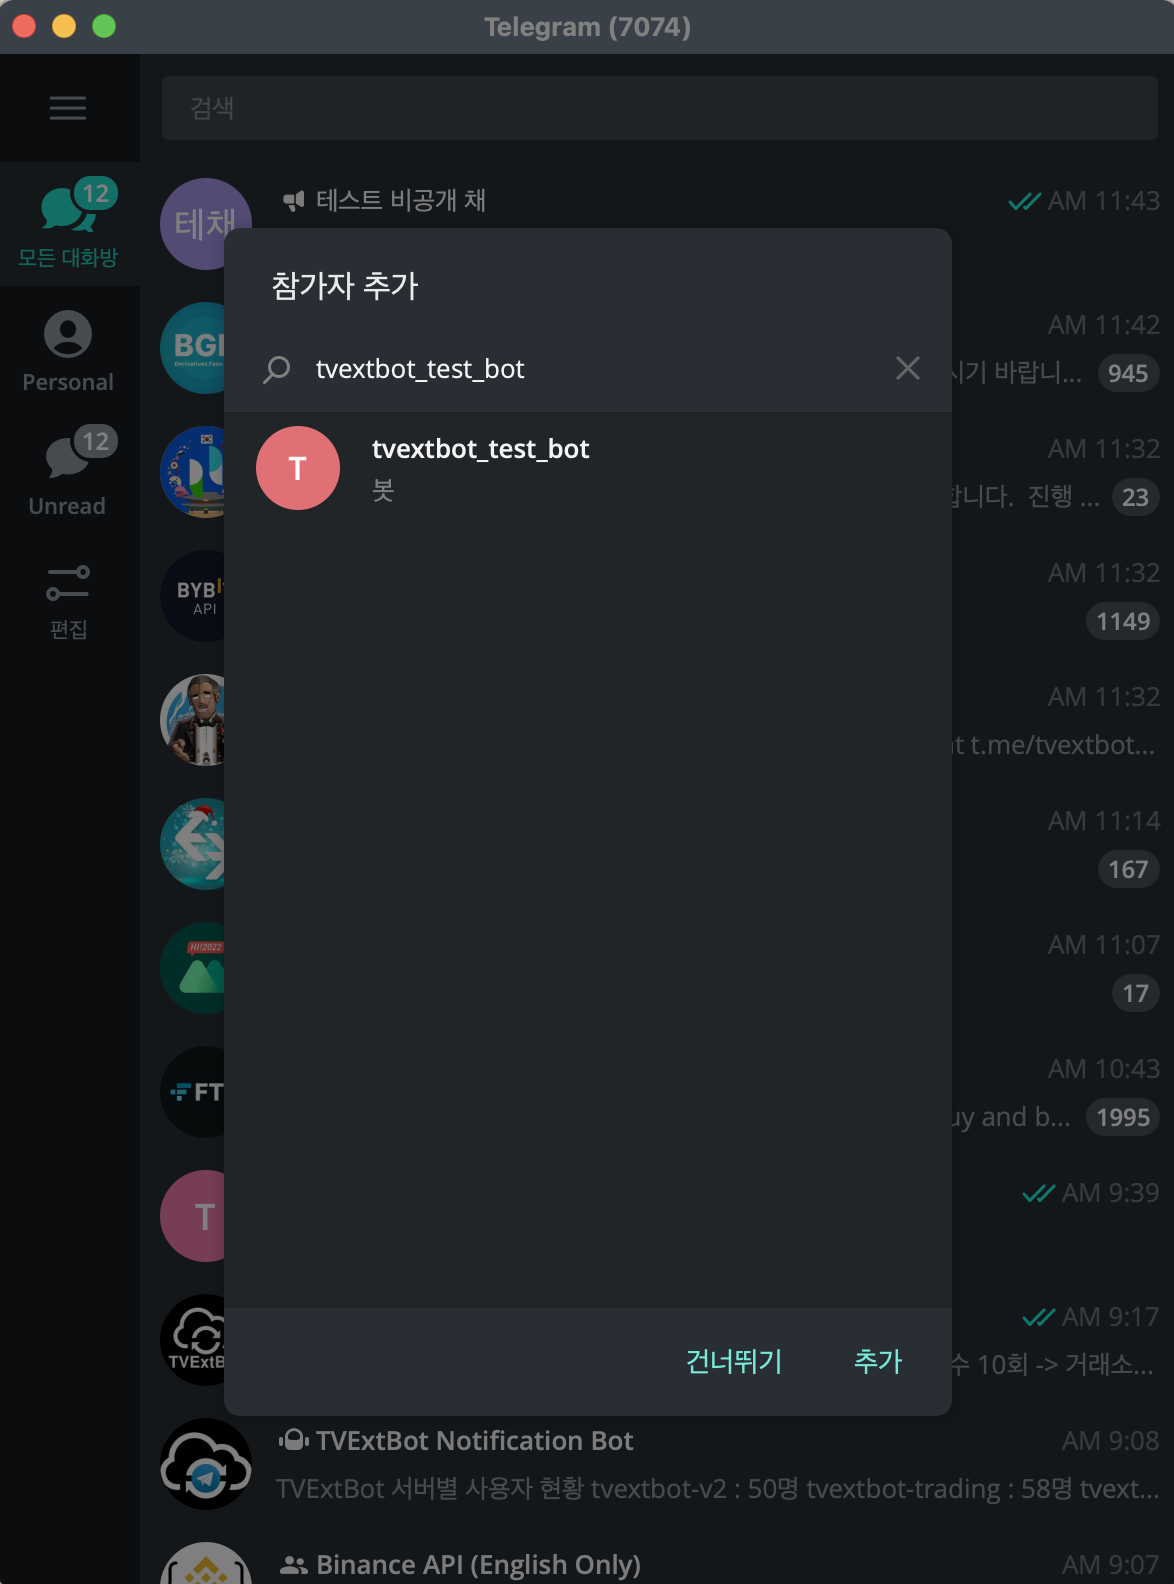 Telegram (7074)
검색
12
모든 대화방
Personal
12
Unread
편집
테채
테스트 비공개 채
AM 11:43
참가자 추가
tvextbot_test_bot
T
tvextbot_test_bot
봇
건너뛰기
추가
Derivatives
AM 11:42
시기 바랍니...
945
AM 11:32
합니다. 진행 ...
23
API
AM 11:32
1149
AM 11:32
t.me/tvextbot...
AM 11:14
167
HI!2022
AM 11:07
17
AM 10:43
and b...
1995
T
AM 9:39
AM 9:17
수 10회 -> 거래소...
TVExtBot Notification Bot
AM 9:08
TVExtBot 서버별 사용자 현황 tvextbot-v2 : 50명 tvextbot-trading : 58명 tvext...
Binance API (English Only)
AM 9:07